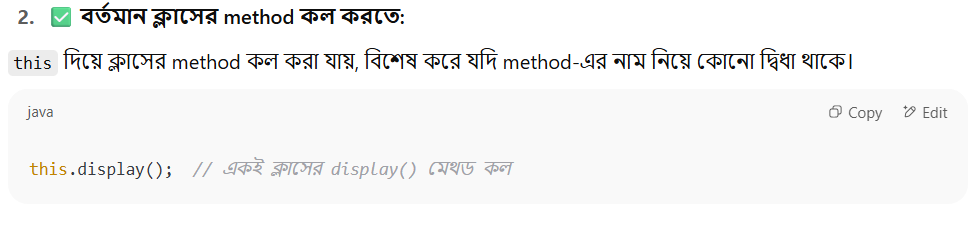 2. ✅ বর্তমান ক্লাসের method কল করতে:
this দিয়ে ক্লাসের method কল করা যায়, বিশেষ করে যদি method-এর নাম নিয়ে কোনো দ্বিধা থাকে।
java Copy Edit
this.display(); // একই ক্লাসের display() মেথড কল